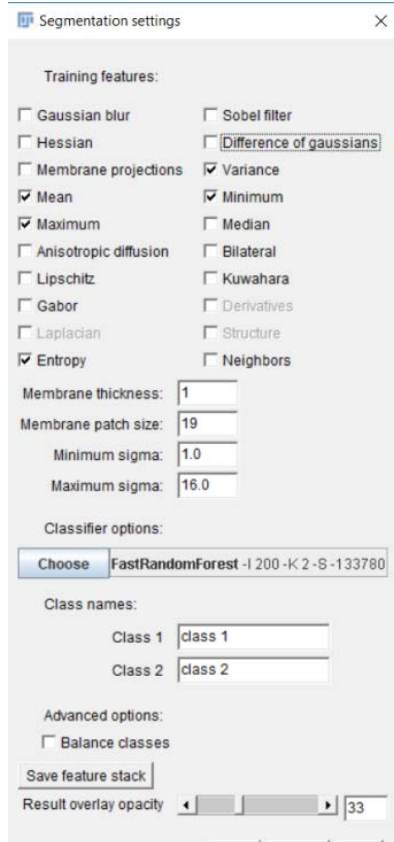 Segmentation settings
Training features:
Gaussian blur Sobel filter
Hessian Difference of gaussians
Membrane projections Variance
Mean Minimum
Maximum Median
Anisotropic diffusion Bilateral
Lipschitz Kuwahara
Gabor Derivatives
Laplacian Structure
Entropy Neighbors
Membrane thickness: 1
Membrane patch size: 19
Minimum sigma: 1.0
Maximum sigma: 16.0
Classifier options:
Choose FastRandomForest -I 200 -K 2 -S -133780
Class names:
Class 1 class 1
Class 2 class 2
Advanced options:
Balance classes
Save feature stack
Result overlay opacity 33